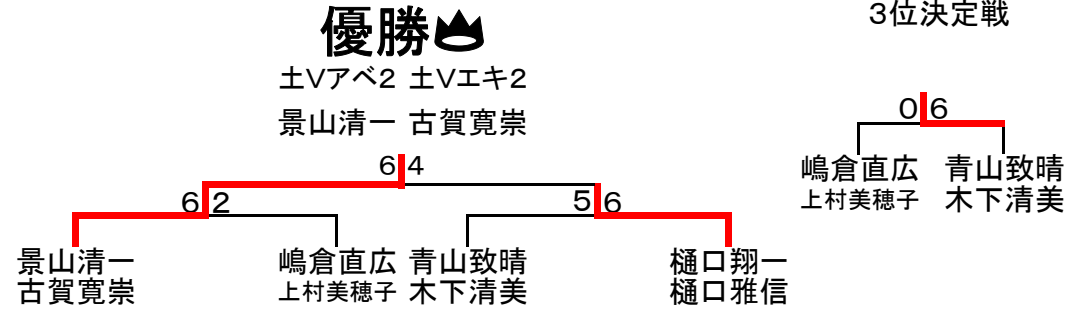 優勝
3位決定戦
土Vアベ2 土Vエキ2
景山清一 古賀寛崇
0 6
6 4
嶋倉直広 青山致晴
上村美穂子 木下清美
6 2
5 6
景山清一 嶋倉直広 青山致晴 樋口翔一
古賀寛崇 上村美穂子 木下清美 樋口雅信